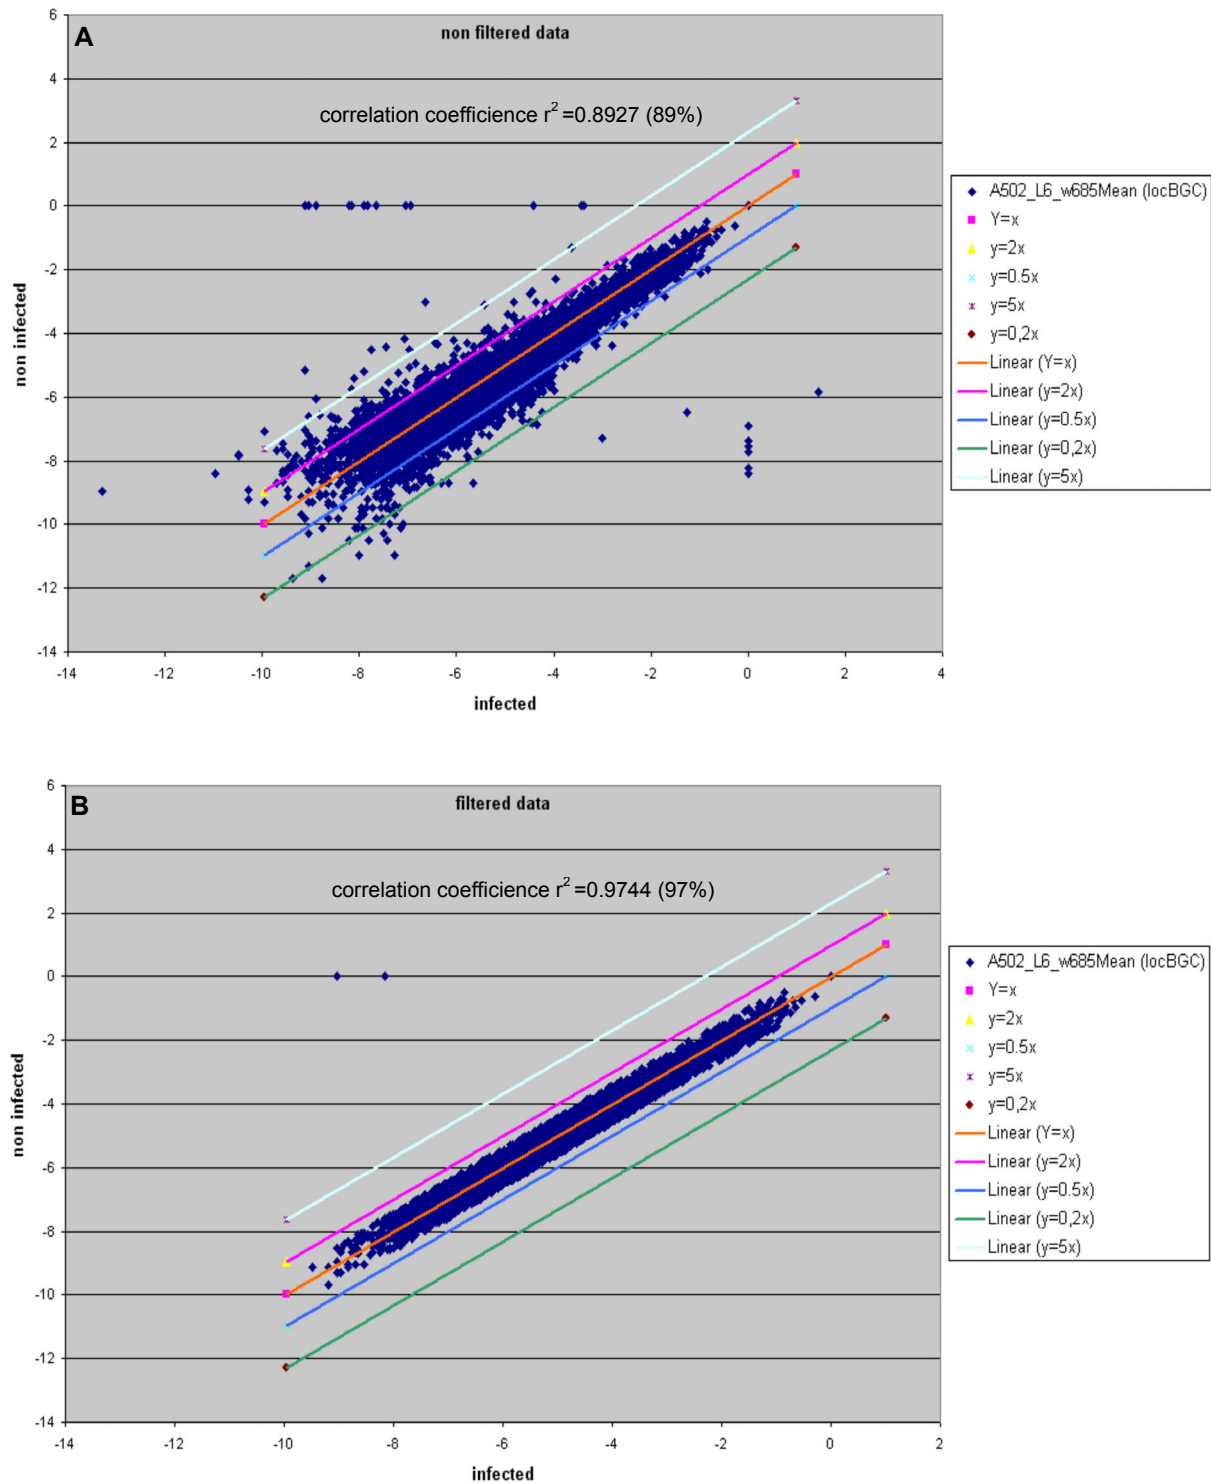 A
non filtered data
correlation coefficience r² =0.8927 (89%)
6
4
2
0
-2
-4
-6
-8
-10
-12
-14
non infected
-14
-12
-10
-8
-6
-4
-2
0
2
4
infected
A502_L6_w685Mean (locBGC)
Y=x
y=2x
y=0.5x
y=5x
y=0,2x
Linear (Y=x)
Linear (y=2x)
Linear (y=0.5x)
Linear (y=0,2x)
Linear (y=5x)
B
filtered data
correlation coefficience r² =0.9744 (97%)
6
4
2
0
-2
-4
-6
-8
-10
-12
-14
non infected
-14
-12
-10
-8
-6
-4
-2
0
2
infected
A502_L6_w685Mean (locBGC)
Y=x
y=2x
y=0.5x
y=5x
y=0,2x
Linear (Y=x)
Linear (y=2x)
Linear (y=0.5x)
Linear (y=0,2x)
Linear (y=5x)